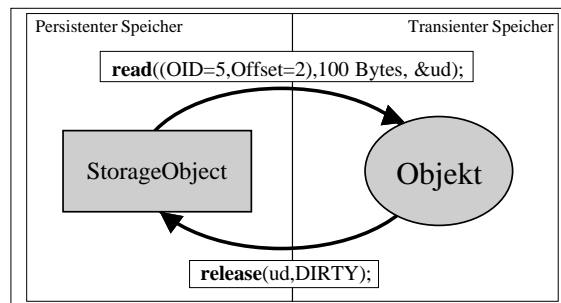 Persistenter Speicher
Transienter Speicher
read((OID=5,Offset=2),100 Bytes, &ud);
StorageObject
Objekt
release(ud,DIRTY);